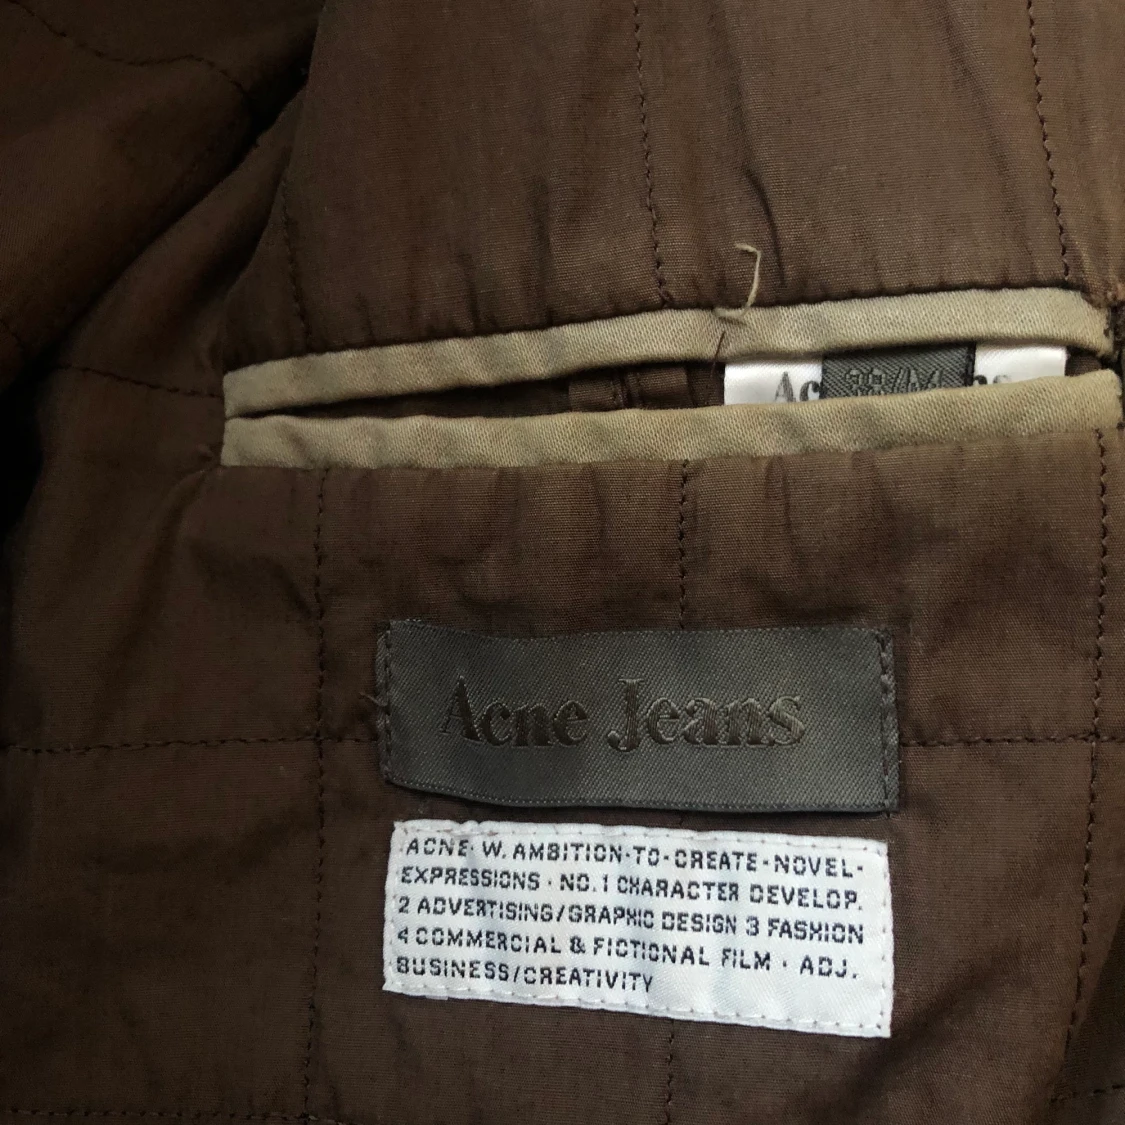 Ac
Acne Jeans
ACNE· W. AMBITION-TO-CREATE-NOVEL-
EXPRESSIONS · NO.1 CHARACTER DEVELOP.
2 ADVERTISING/GRAPHIC DESIGN 3 FASHION
4 COMMERCIAL & FICTIONAL FILM · ADJ.
BUSINESS/CREATIVITY